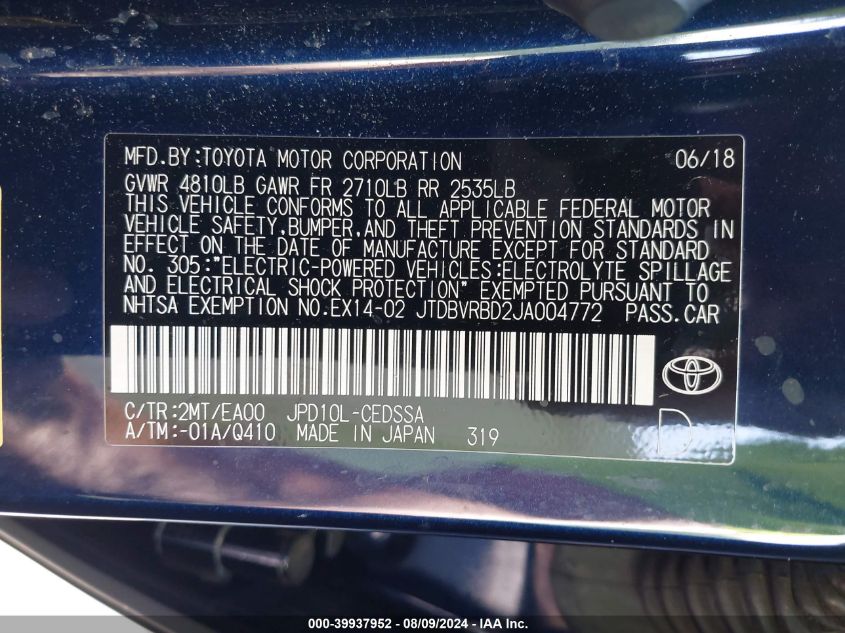 MFD.BY:TOYOTA MOTOR CORPORATION 06/18
GVWR 4810LB GAWR FR 2710LB RR 2535LB
THIS VEHICLE CONFORMS TO ALL APPLICABLE FEDERAL MOTOR
VEHICLE SAFETY,BUMPER,AND THEFT PREVENTION STANDARDS IN
EFFECT ON THE DATE OF MANUFACTURE EXCEPT FOR STANDARD
NO. 305:"ELECTRIC-POWERED VEHICLES:ELECTROLYTE SPILLAGE
AND ELECTRICAL SHOCK PROTECTION" EXEMPTED PURSUANT TO
NHTSA EXEMPTION NO.EX14-02 JTDBVRBD2JA004772 PASS.CAR
C/TR:2MT/EA00 JPD10L-CEDSSA
A/TM:-01A/Q410 MADE IN JAPAN 319
D
000-39937952 - 08/09/2024 - IAA Inc.